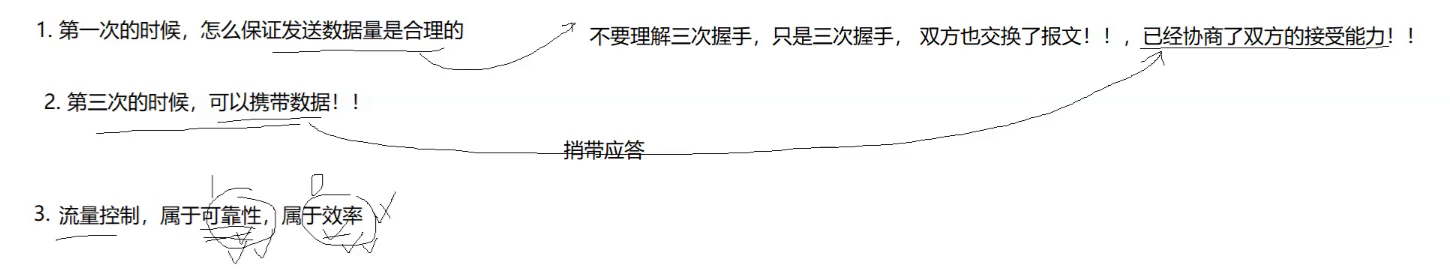 1. 第一次的时候，怎么保证发送数据量是合理的
不要理解三次握手，只是三次握手， 双方也交换了报文！！，已经协商了双方的接受能力！！
2. 第三次的时候，可以携带数据！！
捎带应答
3. 流量控制，属于可靠性，属于效率